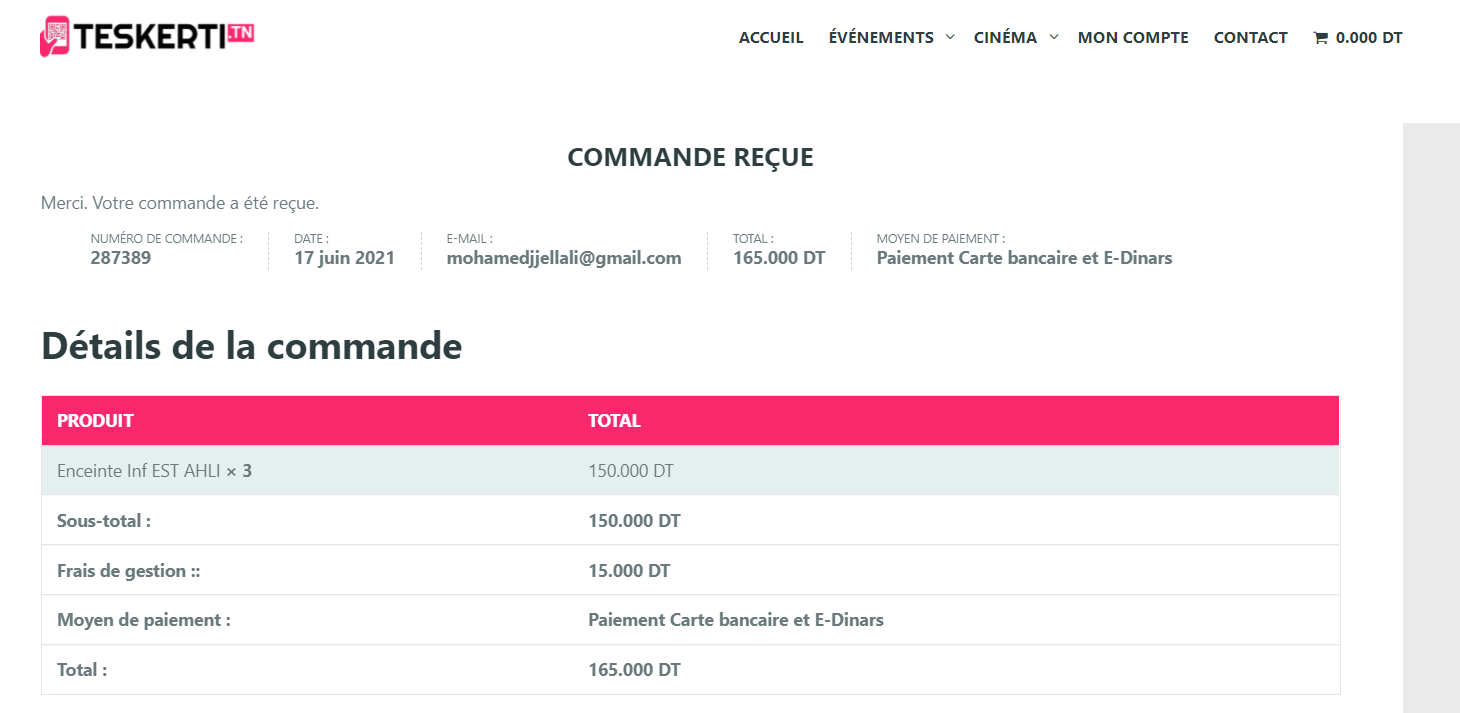 TESKERTI.TN
ACCUEIL ÉVÉNEMENTS CINÉMA MON COMPTE CONTACT 0.000 DT
COMMANDE REÇUE
Merci. Votre commande a été reçue.
NUMÉRO DE COMMANDE : DATE : E-MAIL : TOTAL : MOYEN DE PAIEMENT :
287389 17 juin 2021 mohamedjjellali@gmail.com 165.000 DT Paiement Carte bancaire et E-Dinars
Détails de la commande
PRODUIT TOTAL
Enceinte Inf EST AHLI × 3 150.000 DT
Sous-total : 150.000 DT
Frais de gestion :: 15.000 DT
Moyen de paiement : Paiement Carte bancaire et E-Dinars
Total : 165.000 DT